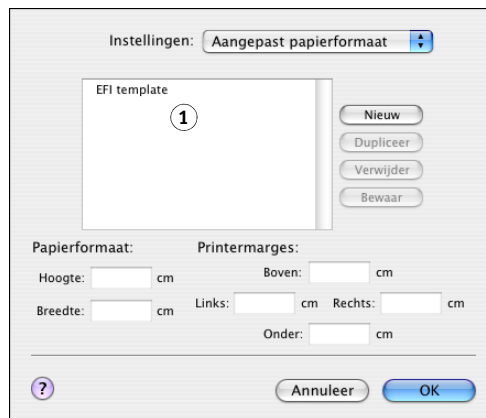 Instellingen: Aangepast papierformaat
EFI template
1
Nieuw
Dupliceer
Verwijder
Bewaar
Papierformaat: Printermarges:
Hoogte: cm Boven: cm
Breedte: cm Links: cm Rechts: cm
Onder: cm
? Annuleer OK